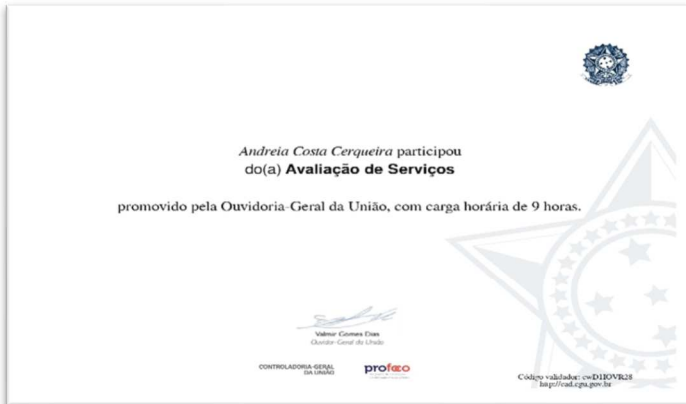 Andreia Costa Cerqueira participou
do(a) Avaliação de Serviços
promovido pela Ouvidoria-Geral da União, com carga horária de 9 horas.
Valmir Gomes Dias
Ouvidor-Geral da União
CONTROLADORIA-GERAL
DA UNIÃO
profoco
Código validador:
http://ead.cgu.gov.br